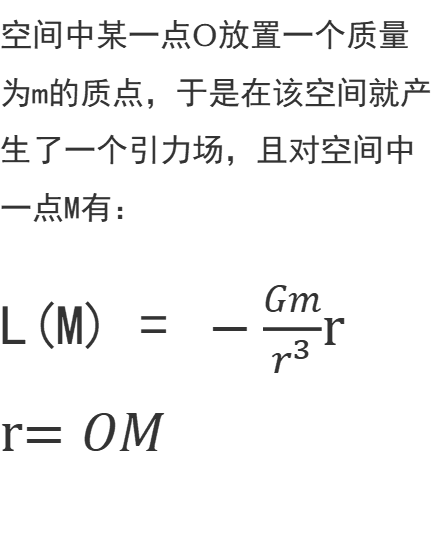 空间中某一点O放置一个质量
为m的质点，于是在该空间就产
生了一个引力场，且对空间中
一点M有：
L(M) = −\frac{Gm}{r³}r
r= OM